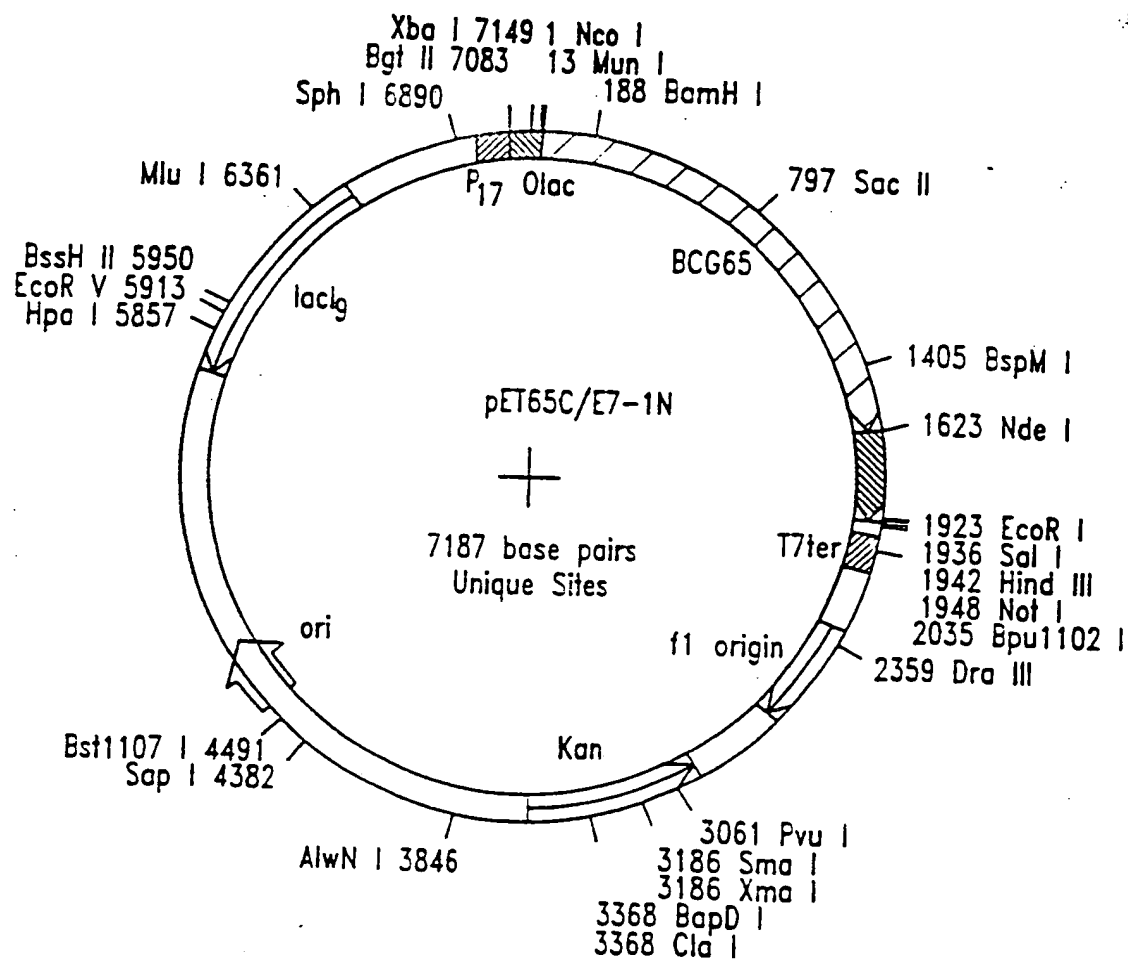 Xba I 7149 1 Nco I
Bgt II 7083 13 Mun I
Sph I 6890 188 BamH I
Mlu I 6361
P17 Olac
797 Sac II
BssH II 5950
EcoR V 5913
Hpa I 5857
lacIg
BCG65
1405 BspM I
pET65C/E7-1N
1623 Nde I
7187 base pairs
Unique Sites
T7ter
1923 EcoR I
1936 Sal I
1942 Hind III
1948 Not I
2035 Bpu1102 I
2359 Dra III
ori
f1 origin
Bst1107 I 4491
Sap I 4382
Kan
AlwN I 3846
3061 Pvu I
3186 Sma I
3186 Xma I
3368 BapD I
3368 Cla I